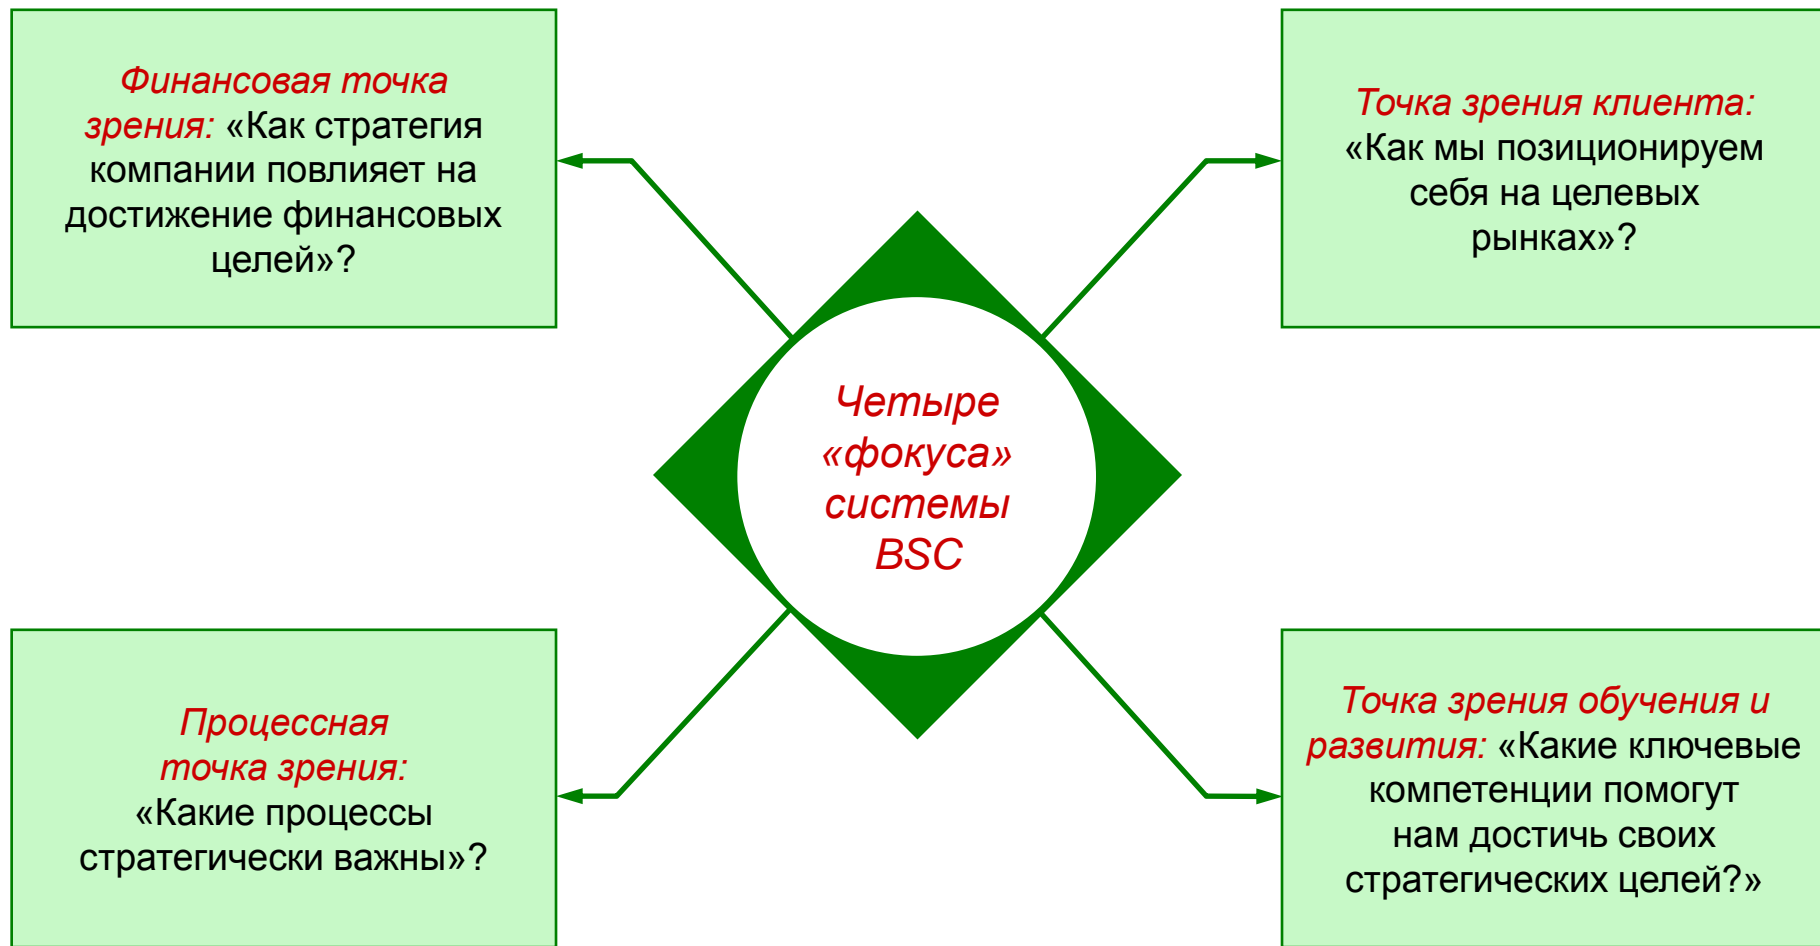 Финансовая точка
зрения: «Как стратегия
компании повлияет на
достижение финансовых
целей»?
Точка зрения клиента:
«Как мы позиционируем
себя на целевых
рынках»?
Четыре
«фокуса»
системы
BSC
Процессная
точка зрения:
«Какие процессы
стратегически важны»?
Точка зрения обучения и
развития: «Какие ключевые
компетенции помогут
нам достичь своих
стратегических целей?»